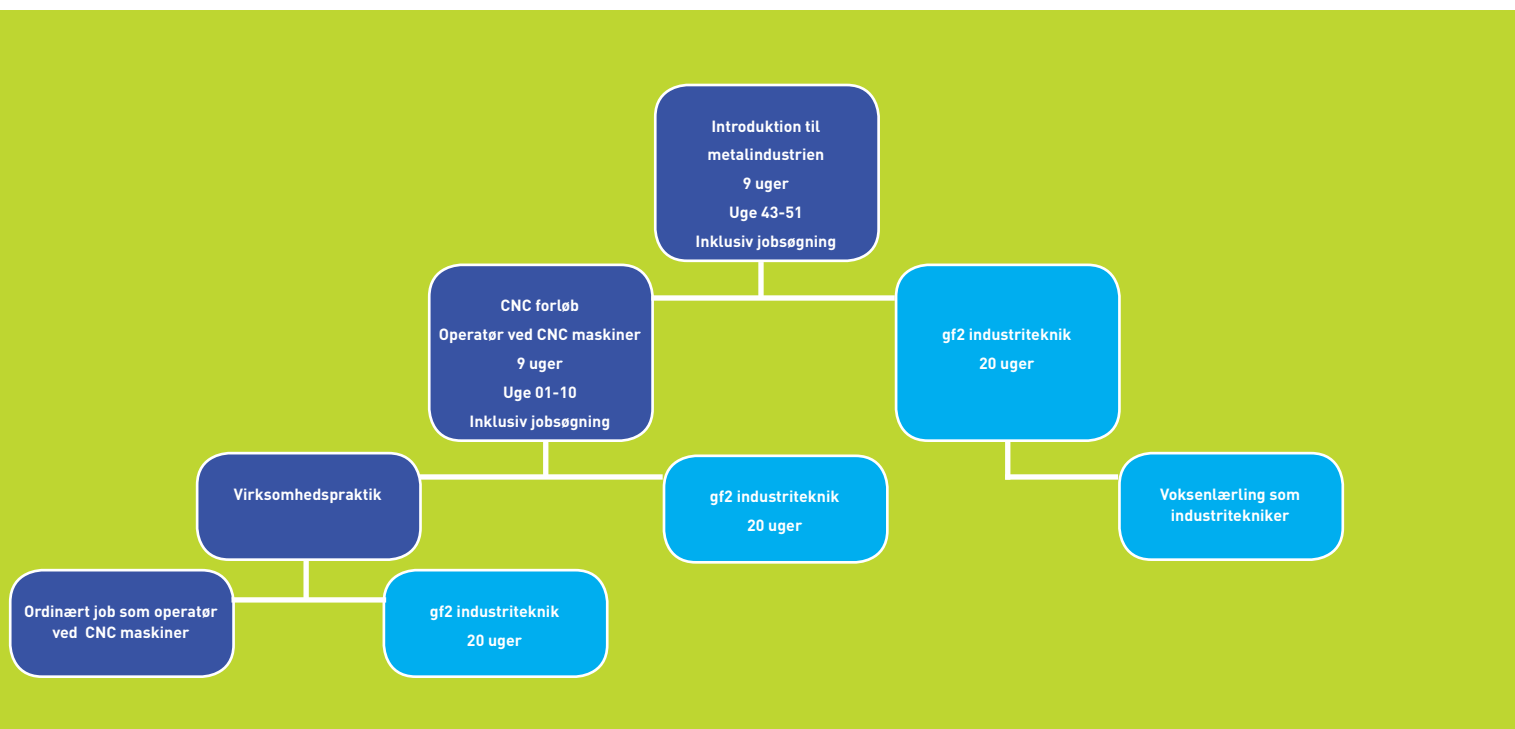 Introduktion til
metalindustrien
9 uger
Uge 43-51
Inklusiv jobsøgning
CNC forløb
Operatør ved CNC maskiner
9 uger
Uge 01-10
Inklusiv jobsøgning
gf2 industriteknik
20 uger
Virksomhedspraktik
gf2 industriteknik
20 uger
Voksenlærling som
industritekniker
Ordinært job som operatør
ved CNC maskiner
gf2 industriteknik
20 uger